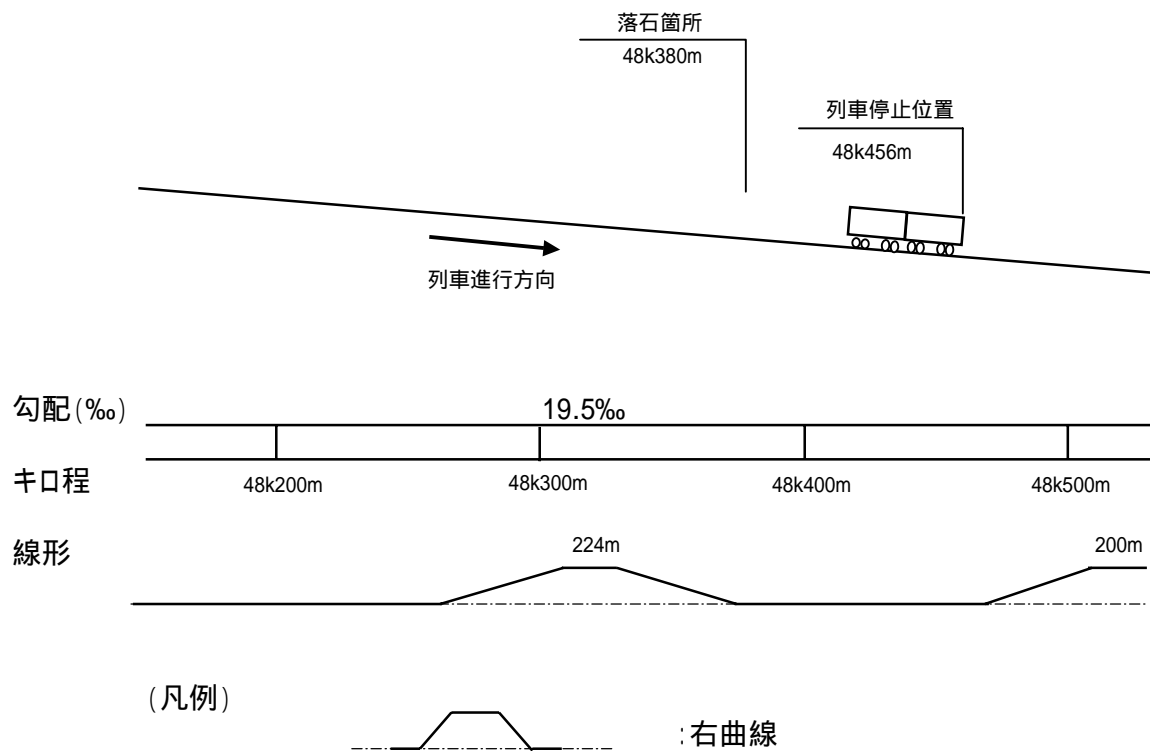 落石箇所
48k380m
列車停止位置
48k456m
列車進行方向
勾配(‰)
19.5‰
キロ程
48k200m 48k300m 48k400m 48k500m
線形
224m 200m
(凡例)
:右曲線